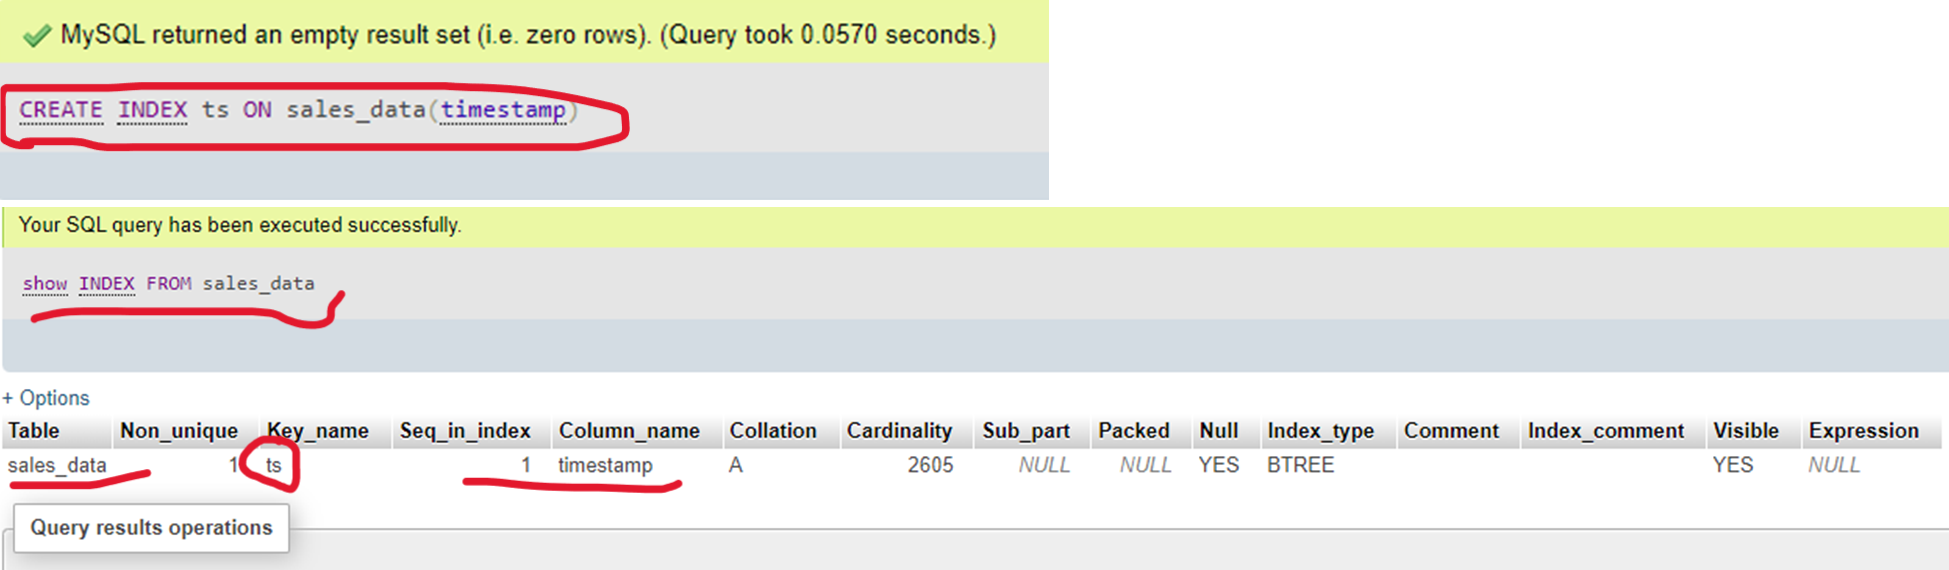 MySQL returned an empty result set (i.e. zero rows). (Query took 0.0570 seconds.)
CREATE INDEX ts ON sales_data(timestamp)
Your SQL query has been executed successfully.
show INDEX FROM sales_data
+ Options
Table Non_unique Key_name Seq_in_index Column_name Collation Cardinality Sub_part Packed Null Index_type Comment Index_comment Visible Expression
sales_data 1 ts 1 timestamp A 2605 NULL NULL YES BTREE YES NULL
Query results operations